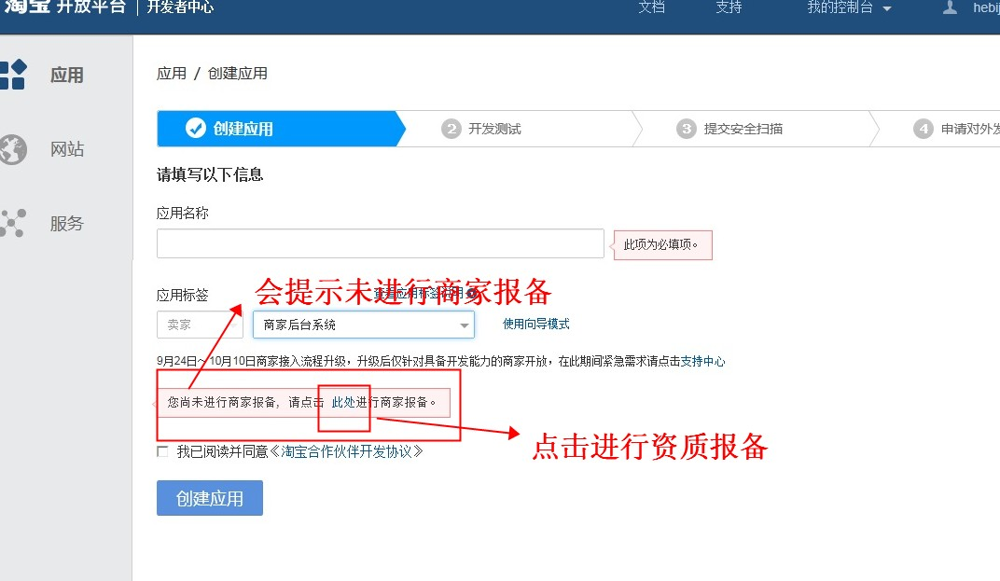 淘宝 开放平台 | 开发者中心 文档 支持 我的控制台
应用
网站
服务
应用 / 创建应用
创建应用 2 开发测试 3 提交安全扫描 4 申请对外发
请填写以下信息
应用名称
此项为必填项。
会提示未进行商家报备
应用标签
卖家 商家后台系统 使用向导模式
9月24日~10月10日商家接入流程升级，升级后仅针对具备开发能力的商家开放，在此期间紧急需求请点击支持中心
您尚未进行商家报备，请点击 此处进行商家报备。
点击进行资质报备
我已阅读并同意《淘宝合作伙伴开发协议》
创建应用